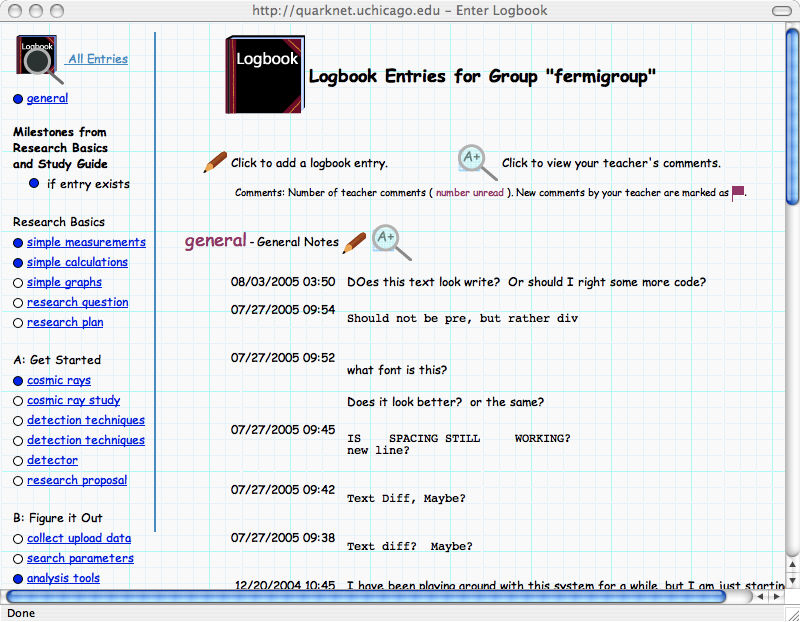 http://quarknet.uchicago.edu – Enter Logbook
Logbook
All Entries
general
Milestones from
Research Basics
and Study Guide
if entry exists
Research Basics
simple measurements
simple calculations
simple graphs
research question
research plan
A: Get Started
cosmic rays
cosmic ray study
detection techniques
detection techniques
detector
research proposal
B: Figure it Out
collect upload data
search parameters
analysis tools
Logbook
Logbook Entries for Group "fermigroup"
Click to add a logbook entry.
A+
Click to view your teacher's comments.
Comments: Number of teacher comments ( number unread ). New comments by your teacher are marked as .
general - General Notes
A+
08/03/2005 03:50 DOes this text look write? Or should I right some more code?
07/27/2005 09:54
Should not be pre, but rather div
07/27/2005 09:52
what font is this?
Does it look better? or the same?
07/27/2005 09:45
IS    SPACING STILL     WORKING?
new line?
07/27/2005 09:42
Text Diff, Maybe?
07/27/2005 09:38
Text diff?  Maybe?
12/20/2004 10:45 I have been playing around with this system for a while, but I am just startin
Done